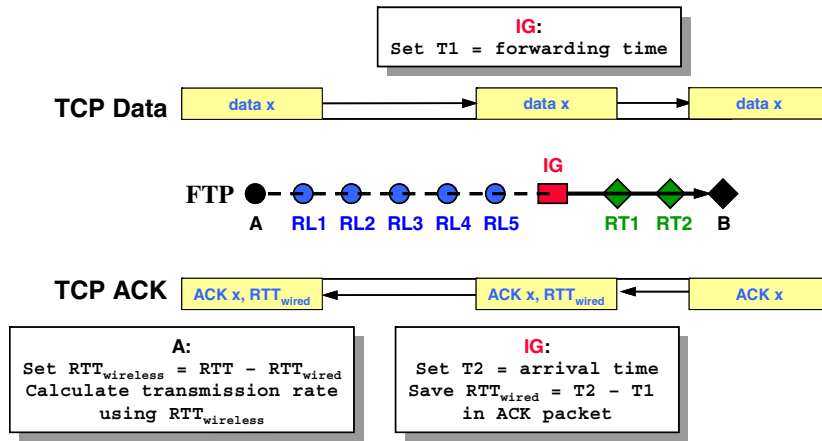 IG:
Set T1 = forwarding time
TCP Data
data x
data x
data x
IG
FTP
A
RL1
RL2
RL3
RL4
RL5
RT1
RT2
B
TCP ACK
ACK x, RTTwired
ACK x, RTTwired
ACK x
A:
Set RTTwireless = RTT – RTTwired
Calculate transmission rate
using RTTwireless
IG:
Set T2 = arrival time
Save RTTwired = T2 – T1
in ACK packet